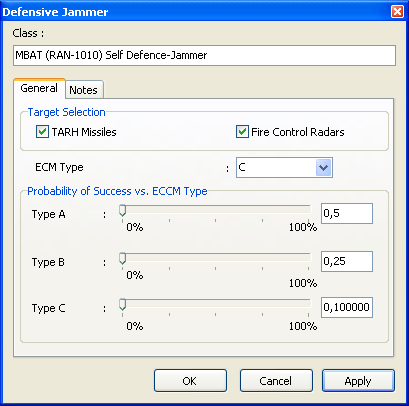 Defensive Jammer
Class :
MBAT (RAN-1010) Self Defence-Jammer
General Notes
Target Selection
TARH Missiles Fire Control Radars
ECM Type : C
Probability of Success vs. ECCM Type
Type A : 0,5
0% 100%
Type B : 0,25
0% 100%
Type C : 0,100000
0% 100%
OK Cancel Apply